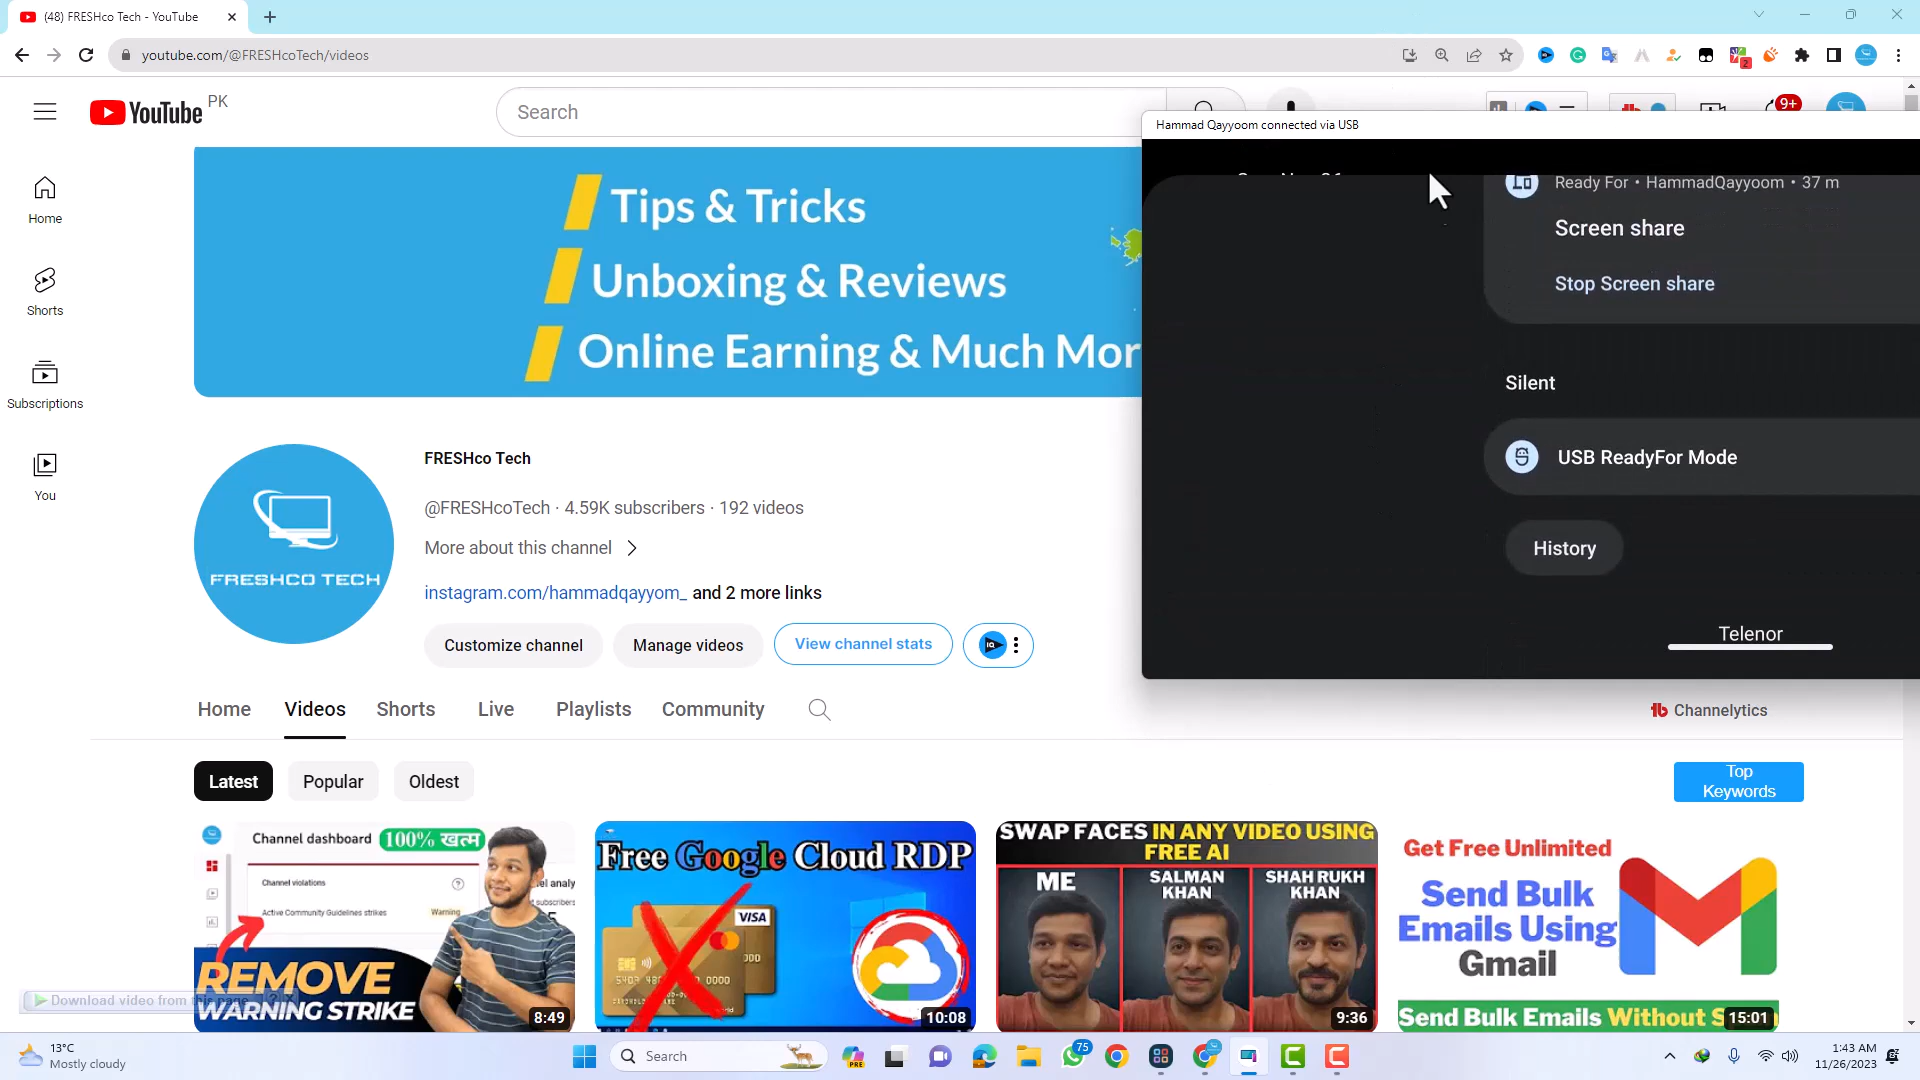 (48) FRESHco Tech - YouTube
youtube.com/@FRESHcoTech/videos
2
YouTube PK
Search
9+
Hammad Qayyoom connected via USB
Ready For • HammadQayyoom • 37 m
Screen share
Stop Screen share
Silent
USB ReadyFor Mode
History
Telenor
Home
Shorts
Subscriptions
You
Tips & Tricks
Unboxing & Reviews
Online Earning & Much Mor
FRESHCO TECH
FRESHco Tech
@FRESHcoTech · 4.59K subscribers · 192 videos
More about this channel
instagram.com/hammadqayyom_ and 2 more links
Customize channel
Manage videos
View channel stats
IQ
Home
Videos
Shorts
Live
Playlists
Community
Channelytics
Latest
Popular
Oldest
Top
Keywords
Channel dashboard 100% खत्म
Channel violations
Active Community Guidelines strikes Warning
REMOVE
WARNING STRIKE
8:49
Download video from this page
Free Google Cloud RDP
VISA
10:08
SWAP FACES IN ANY VIDEO USING
FREE AI
ME
SALMAN
KHAN
SHAH RUKH
KHAN
9:36
Get Free Unlimited
Send Bulk
Emails Using
Gmail
Send Bulk Emails Without S
15:01
13°C
Mostly cloudy
Search
PRE
75
1:43 AM
11/26/2023